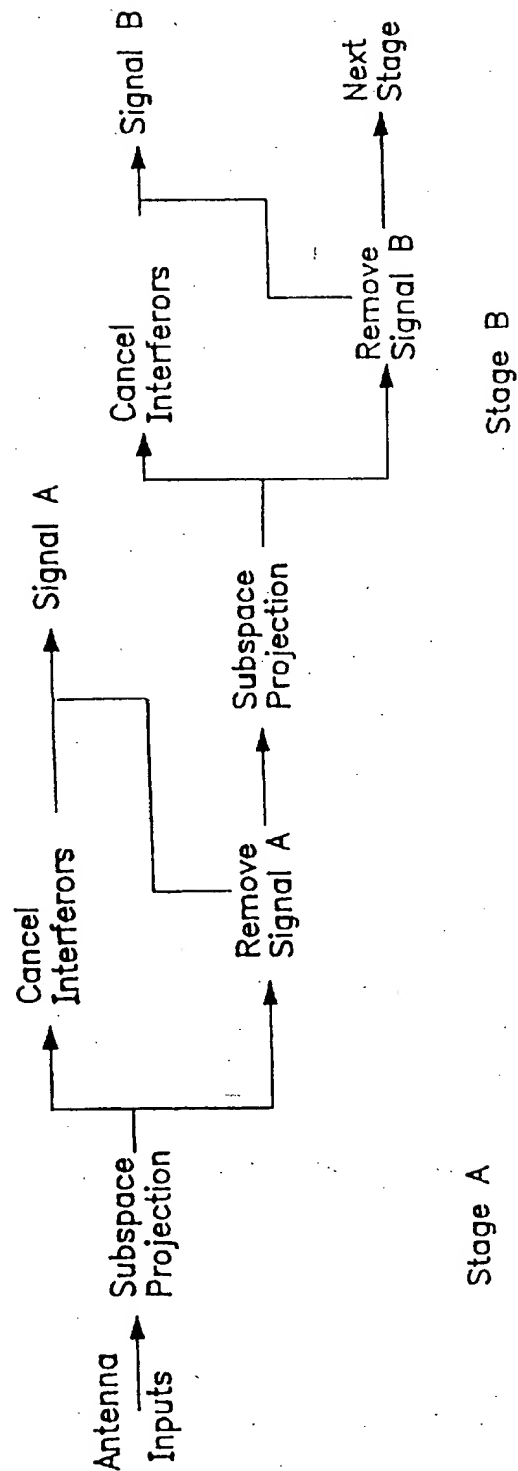 Antenna
Inputs
Subspace
Projection
Cancel
Interferors
Signal A
Remove
Signal A
Subspace
Projection
Cancel
Interferors
Signal B
Remove
Signal B
Next
Stage
Stage A
Stage B